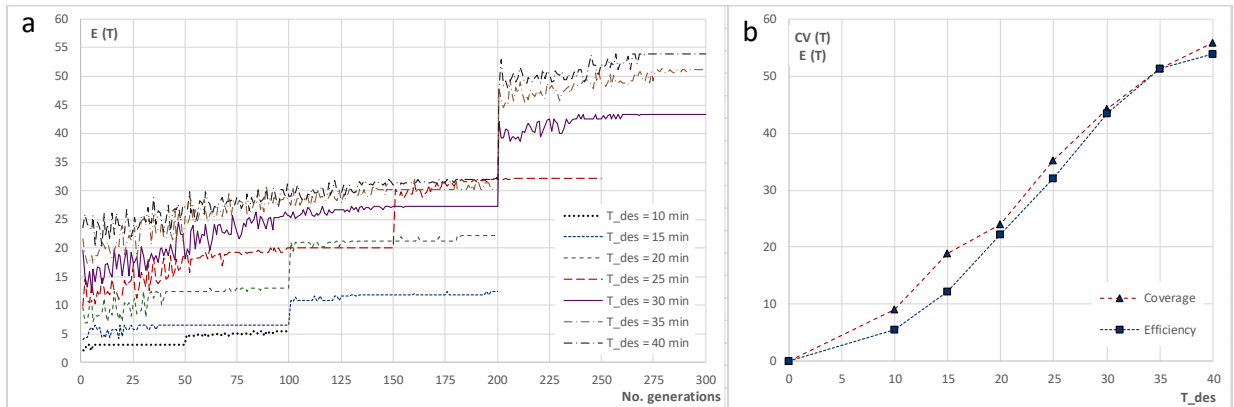 a
E (T)
60
55
50
45
40
35
30
25
20
15
10
5
0
0 25 50 75 100 125 150 175 200 225 250 275 300
No. generations
T_des = 10 min
T_des = 15 min
T_des = 20 min
T_des = 25 min
T_des = 30 min
T_des = 35 min
T_des = 40 min
b
CV (T)
E (T)
60
50
40
30
20
10
0
0 5 10 15 20 25 30 35 40
T_des
Coverage
Efficiency